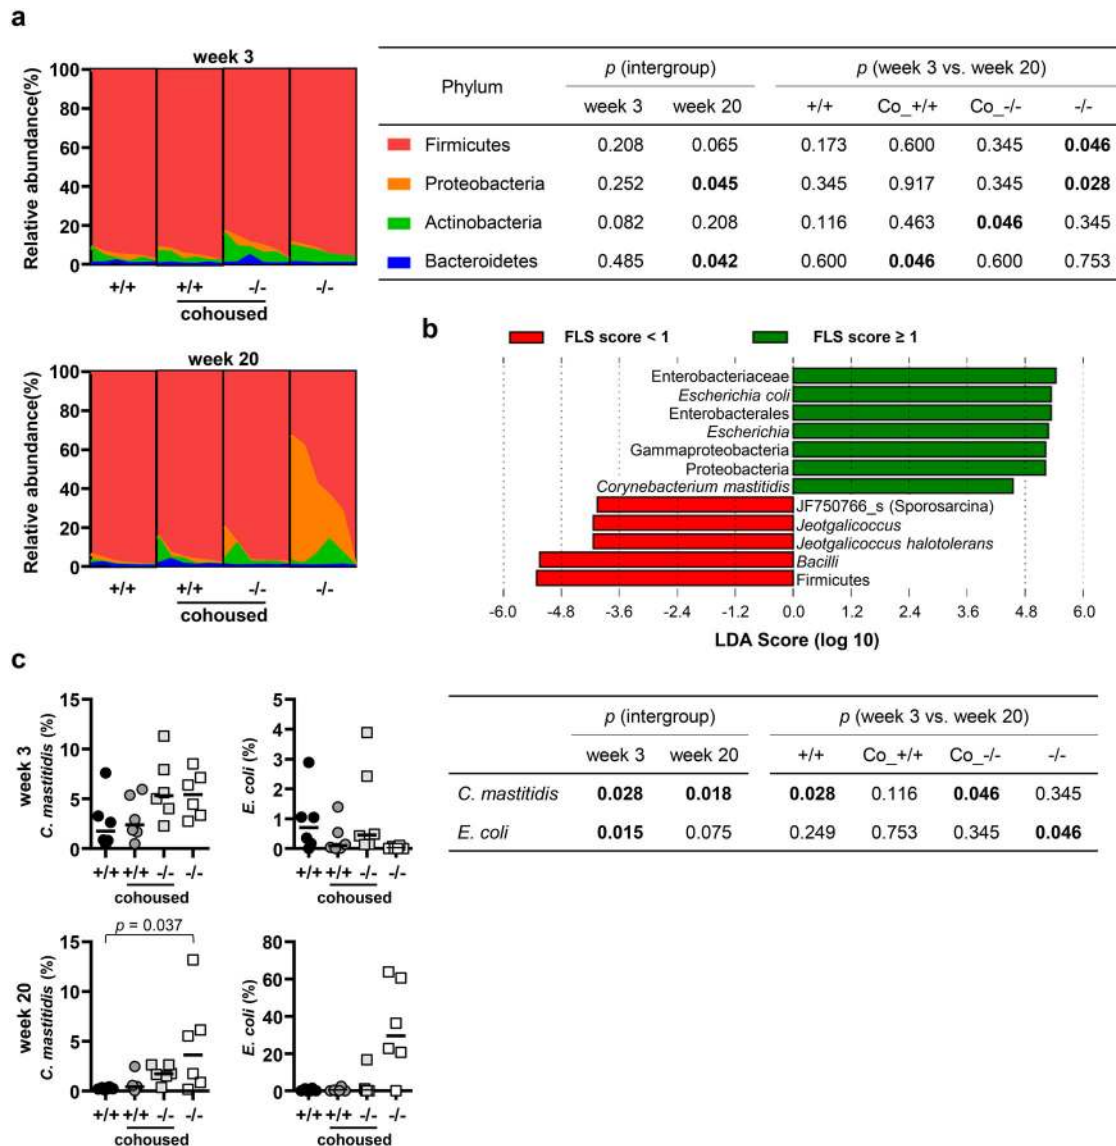 a
week 3
100
80
60
40
20
0
Relative abundance(%)
+/+ +/+ -/- -/-
cohoused
week 20
100
80
60
40
20
0
Relative abundance(%)
+/+ +/+ -/- -/-
cohoused
Phylum p (intergroup) p (week 3 vs. week 20)
week 3 week 20 +/+ Co_+/+ Co_-/- -/-
Firmicutes 0.208 0.065 0.173 0.600 0.345 0.046
Proteobacteria 0.252 0.045 0.345 0.917 0.345 0.028
Actinobacteria 0.082 0.208 0.116 0.463 0.046 0.345
Bacteroidetes 0.485 0.042 0.600 0.046 0.600 0.753
b
FLS score < 1 FLS score ≥ 1
Enterobacteriaceae
Escherichia coli
Enterobacterales
Escherichia
Gammaproteobacteria
Proteobacteria
Corynebacterium mastitidis
JF750766_s (Sporosarcina)
Jeotgalicoccus
Jeotgalicoccus halotolerans
Bacilli
Firmicutes
-6.0 -4.8 -3.6 -2.4 -1.2 0.0 1.2 2.4 3.6 4.8 6.0
LDA Score (log 10)
c
week 3
C. mastitidis (%)
15
10
5
0
+/+ +/+ -/- -/-
cohoused
E. coli (%)
5
4
3
2
1
0
+/+ +/+ -/- -/-
cohoused
p (intergroup) p (week 3 vs. week 20)
week 3 week 20 +/+ Co_+/+ Co_-/- -/-
C. mastitidis 0.028 0.018 0.028 0.116 0.046 0.345
E. coli 0.015 0.075 0.249 0.753 0.345 0.046
week 20
C. mastitidis (%)
p = 0.037
15
10
5
0
+/+ +/+ -/- -/-
cohoused
E. coli (%)
80
60
40
20
0
+/+ +/+ -/- -/-
cohoused